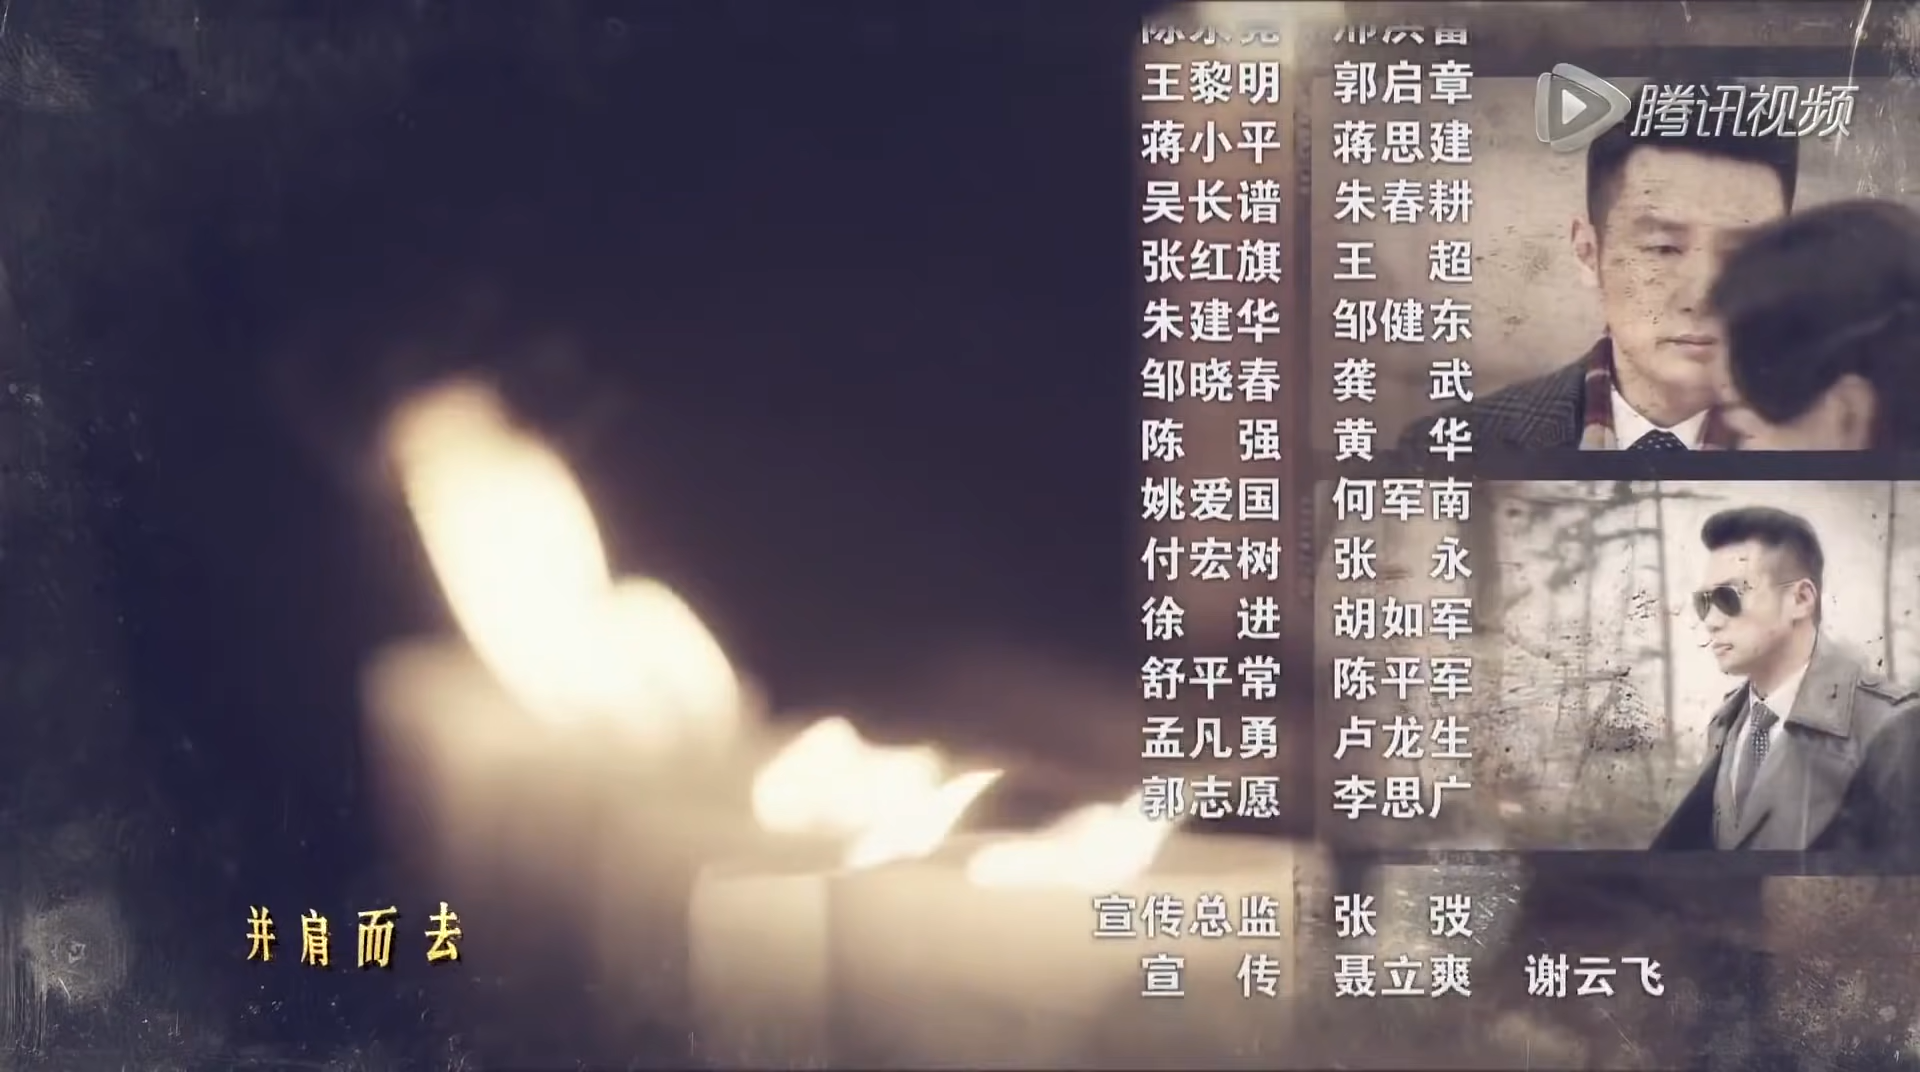 腾讯视频
王黎明 郭启章
蒋小平 蒋思建
吴长谱 朱春耕
张红旗 王 超
朱建华 邹健东
邹晓春 龚 武
陈 强 黄 华
姚爱国 何军南
付宏树 张 永
徐 进 胡如军
舒平常 陈平军
孟凡勇 卢龙生
郭志愿 李思广
宣传总监 张 弢
宣 传 聂立爽 谢云飞
并肩而去